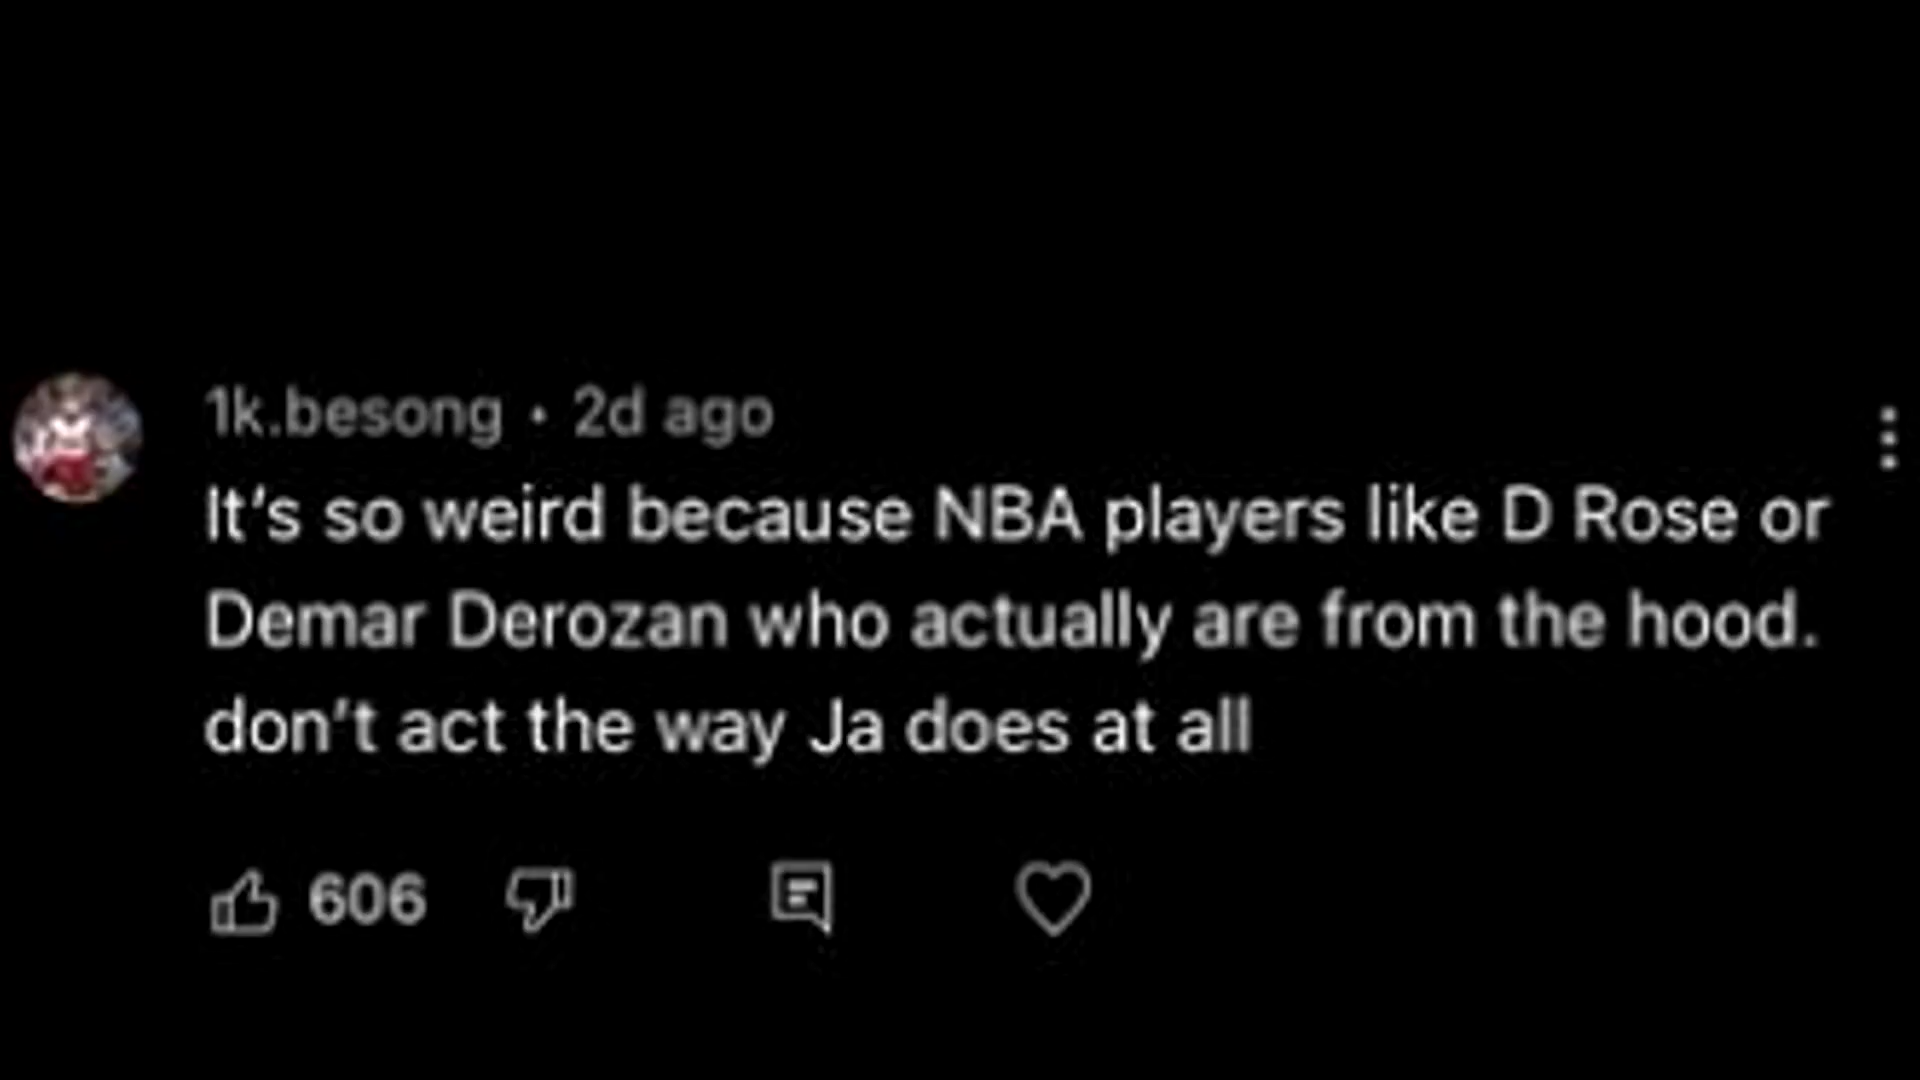 1k.besong • 2d ago
It's so weird because NBA players like D Rose or
Demar Derozan who actually are from the hood.
don't act the way Ja does at all
606